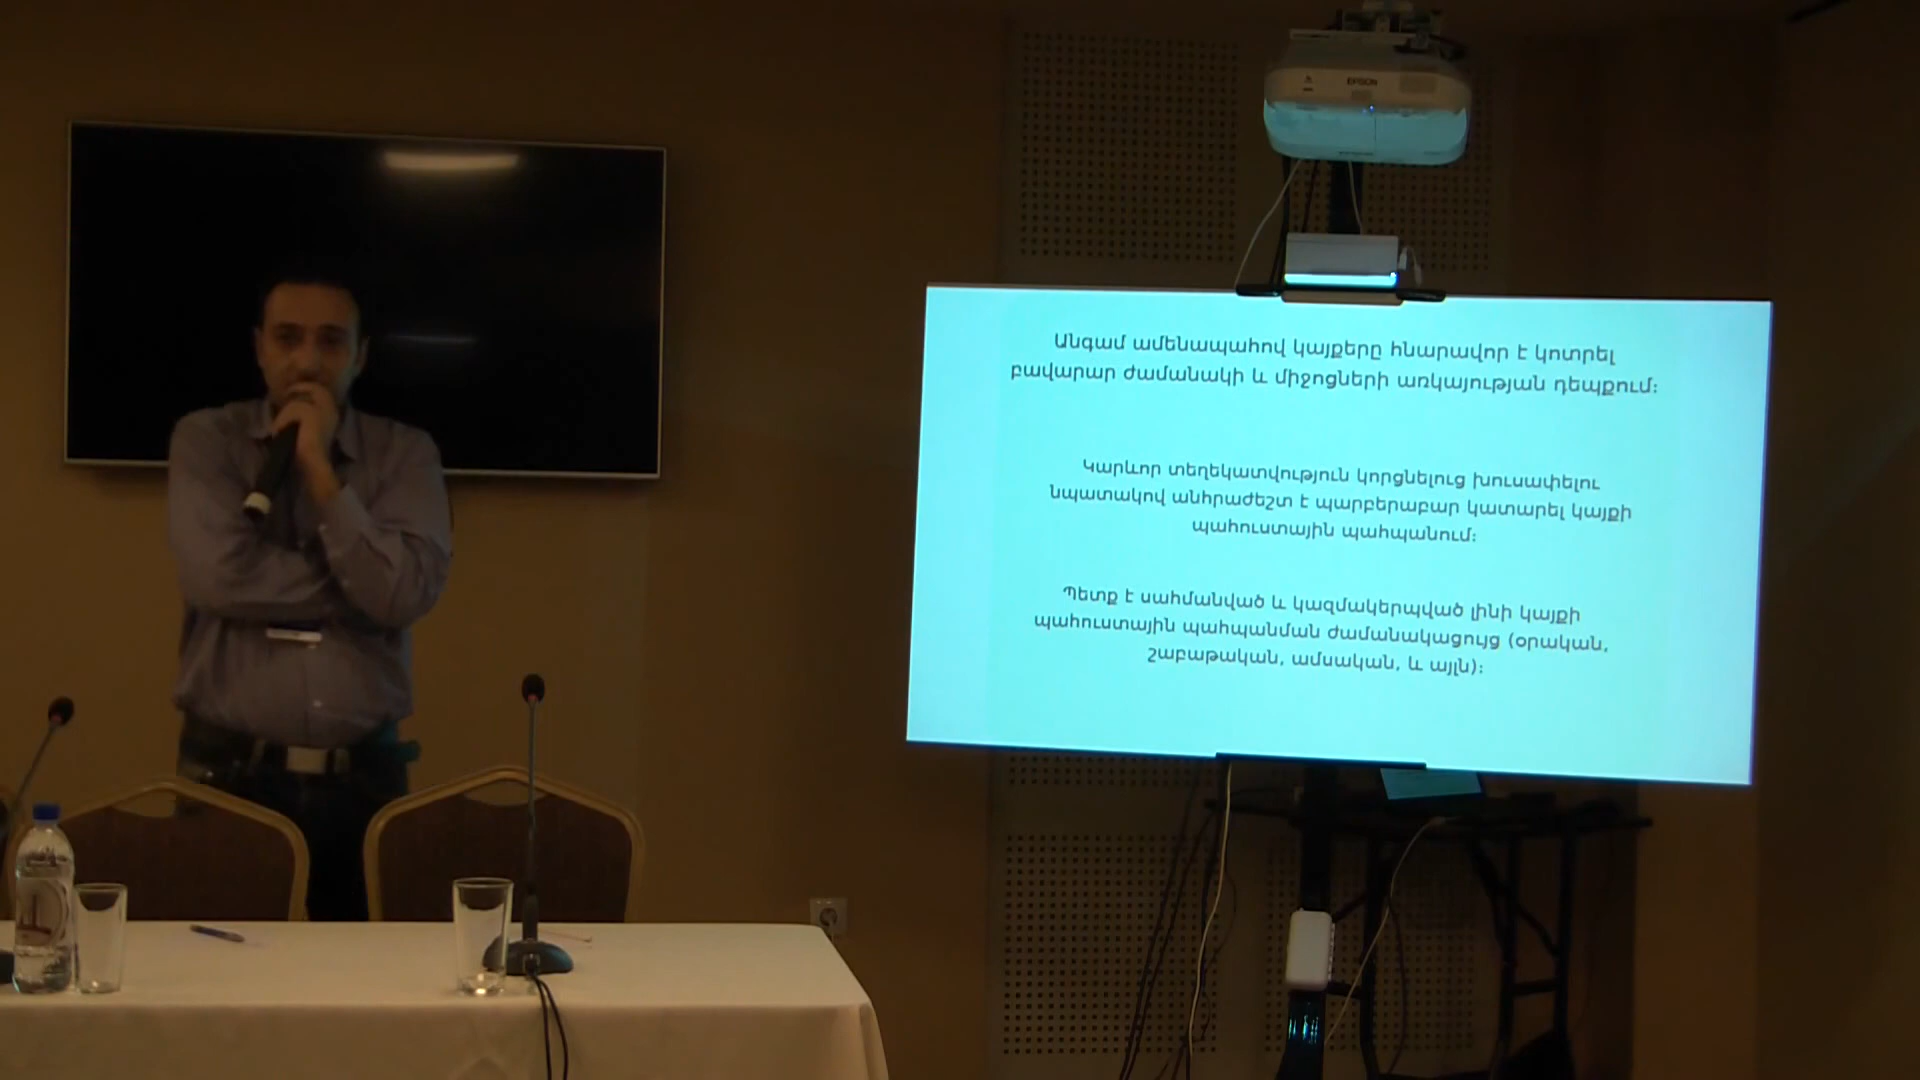 EPSON
Անգամ ամենապահով կայքերը հնարավոր է կոտրել
բավարար ժամանակի և միջոցների առկայության դեպքում։
Կարևոր տեղեկատվություն կորցնելուց խուսափելու
նպատակով անհրաժեշտ է պարբերաբար կատարել կայքի
պահուստային պահպանում։
Պետք է սահմանված և կազմակերպված լինի կայքի
պահուստային պահպանման ժամանակացույց (օրական,
շաբաթական, ամսական, և այլն)։